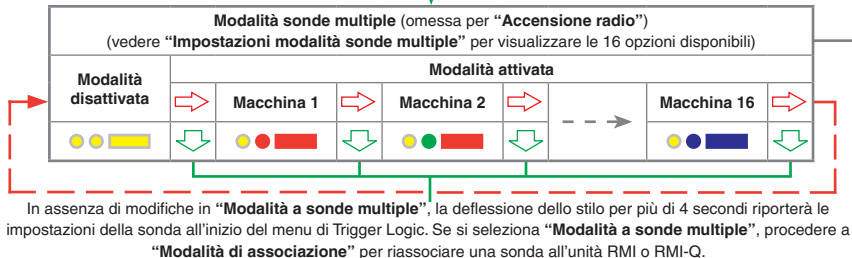 Modalità sonde multiple (omessa per “Accensione radio”)
(vedere “Impostazioni modalità sonde multiple” per visualizzare le 16 opzioni disponibili)
Modalità
disattivata
Modalità attivata
Macchina 1
Macchina 2
Macchina 16
In assenza di modifiche in “Modalità a sonde multiple”, la deflessione dello stilo per più di 4 secondi riporterà le
impostazioni della sonda all’inizio del menu di Trigger Logic. Se si seleziona “Modalità a sonde multiple”, procedere a
“Modalità di associazione” per riassociare una sonda all’unità RMI o RMI-Q.